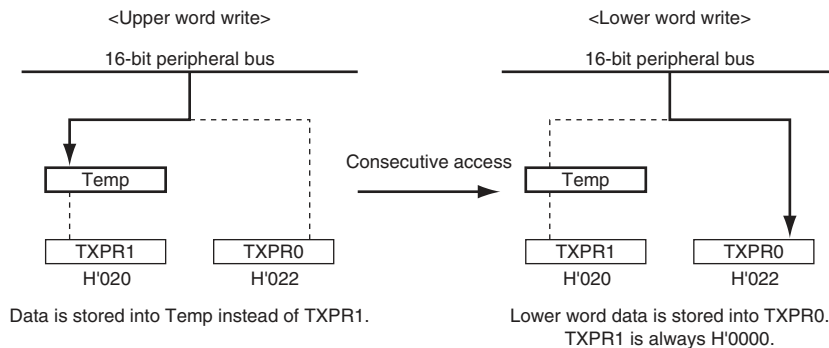 <Upper word write>
16-bit peripheral bus
Temp
TXPR1
TXPR0
H'020
H'022
Data is stored into Temp instead of TXPR1.
Consecutive access
<Lower word write>
16-bit peripheral bus
Temp
TXPR1
TXPR0
H'020
H'022
Lower word data is stored into TXPR0.
TXPR1 is always H'0000.